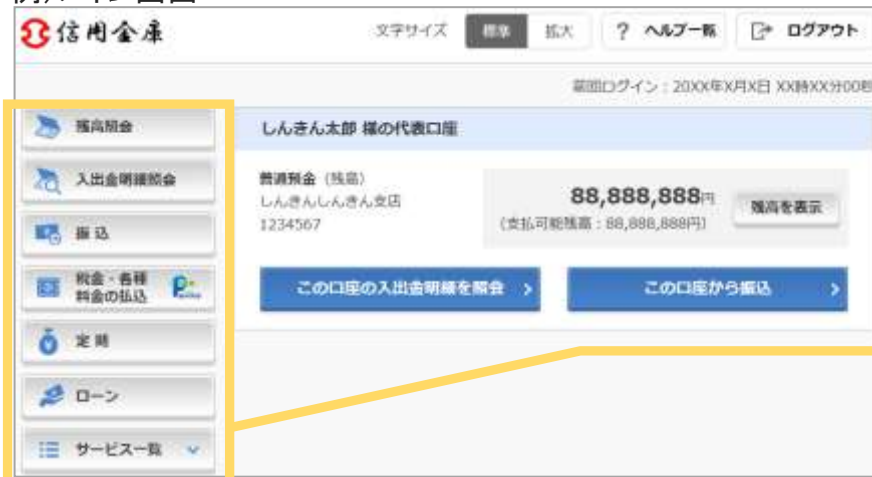 信用金庫
文字サイズ 標準 拡大 ? ヘルプ一覧 ログアウト
前回ログイン：20XX年X月X日 XX時XX分00秒
残高照会
入出金明細照会
振込
税金・各種
料金の払込
定期
ローン
サービス一覧
しんきん太郎 様の代表口座
普通預金（残高）
しんきんしんきん支店
1234567
88,888,888円
（支払可能残高：88,888,888円）
残高を表示
この口座の入出金明細を照会
この口座から振込